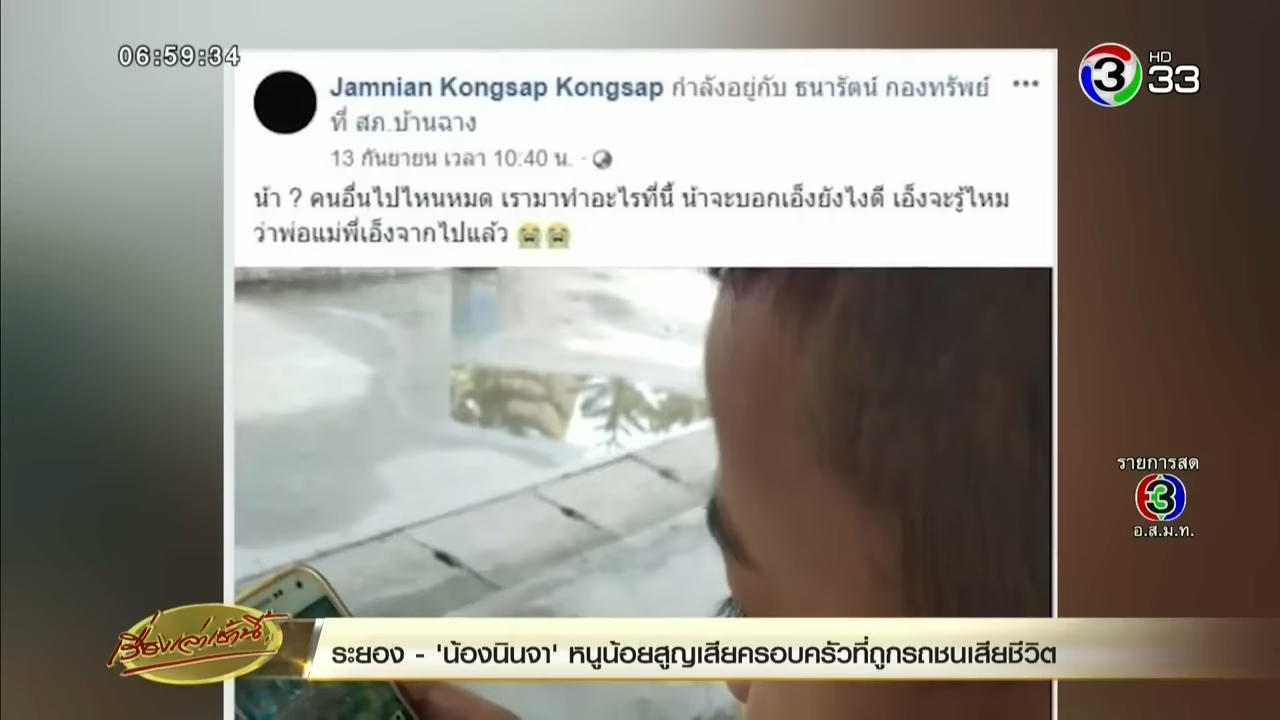 06:59:34
3 HD 33
Jamnian Kongsap Kongsap กำลังอยู่กับ ธนารัตน์ กองทรัพย์
ที่ สภ.บ้านฉาง
13 กันยายน เวลา 10:40 น.
น้า ? คนอื่นไปไหนหมด เรามาทำอะไรที่นี้ น้าจะบอกเอ็งยังไงดี เอ็งจะรู้ไหม
ว่าพ่อแม่พี่เอ็งจากไปแล้ว 😭😭
รายการสด
3
อ.ส.ม.ท.
เรื่องเล่าเช้านี้
ระยอง - 'น้องนินจา' หนูน้อยสูญเสียครอบครัวที่ถูกรถชนเสียชีวิต